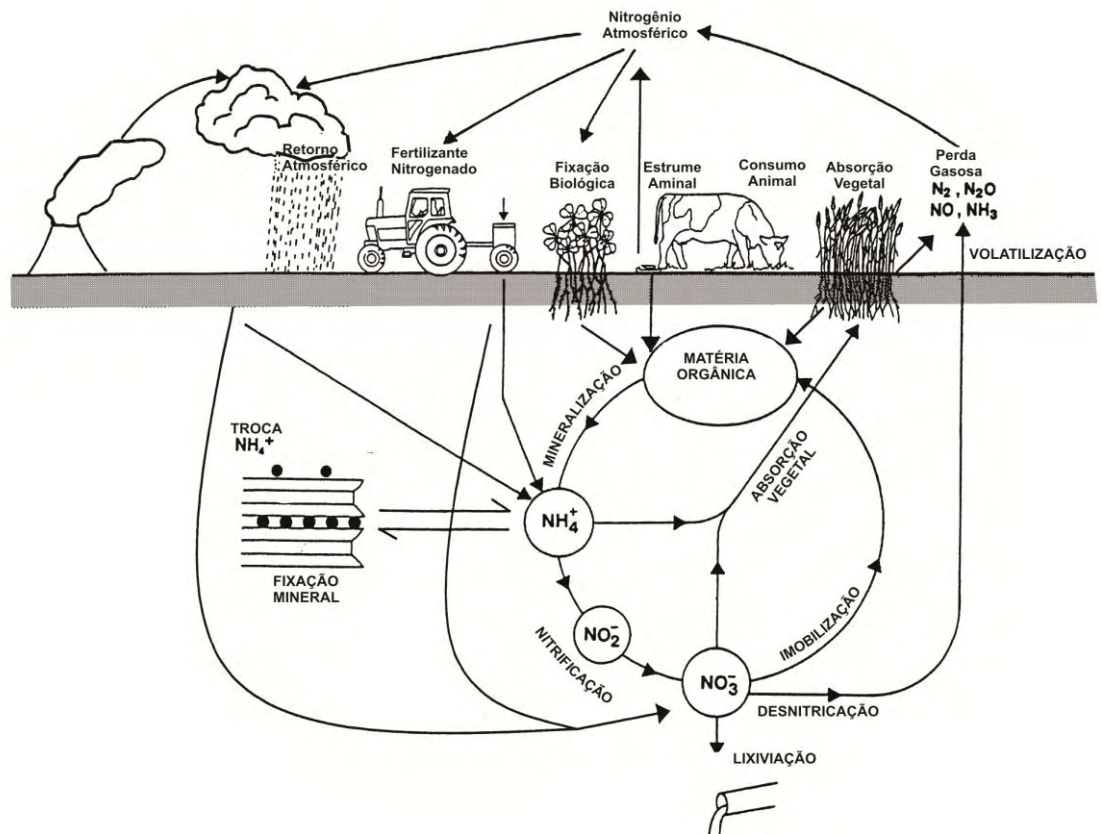 Nitrogênio
Atmosférico
Retorno
Atmosférico
Fertilizante
Nitrogenado
Fixação
Biológica
Estrume
Aminal
Consumo
Animal
Absorção
Vegetal
Perda
Gasosa
N₂ , N₂O
NO , NH₃
VOLATILIZAÇÃO
MATÉRIA
ORGÂNICA
MINERALIZAÇÃO
TROCA
NH₄⁺
ABSORÇÃO
VEGETAL
NH₄⁺
FIXAÇÃO
MINERAL
NO₂⁻
NITRIFICAÇÃO
IMOBILIZAÇÃO
NO₃⁻
DESNITRICAÇÃO
LIXIVIAÇÃO